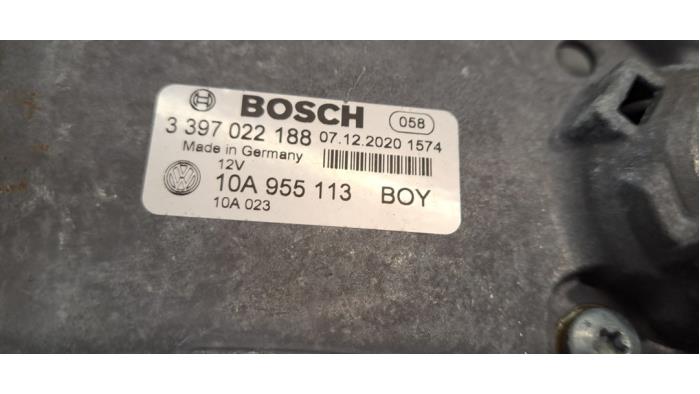 BOSCH 058
3 397 022 188 07.12.2020 1574
Made in Germany
12V
10A 955 113 BOY
10A 023